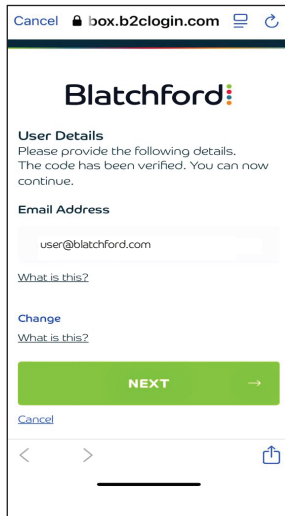 Cancel box.b2clogin.com
Blatchford
User Details
Please provide the following details.
The code has been verified. You can now
continue.
Email Address
user@blatchford.com
What is this?
Change
What is this?
NEXT →
Cancel